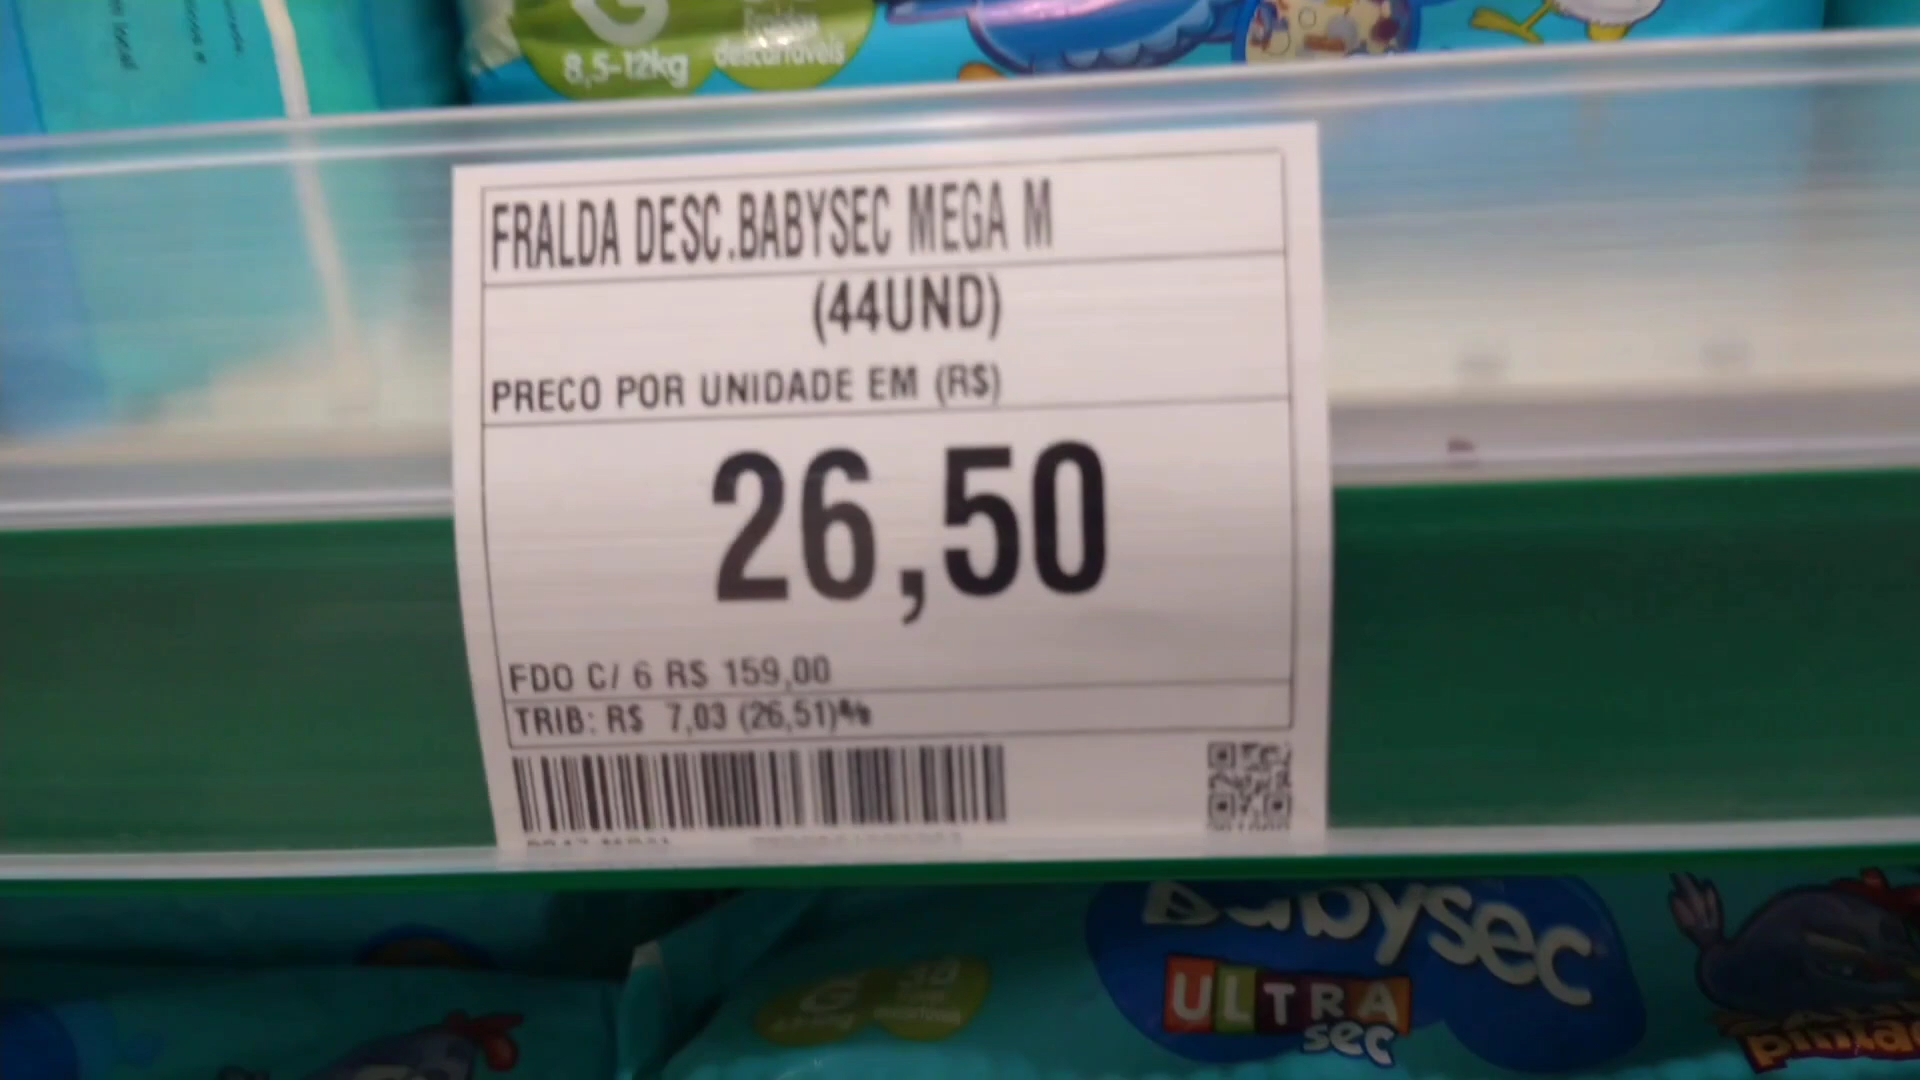 G
8,5-12kg
descartáveis
FRALDA DESC.BABYSEC MEGA M
(44UND)
PRECO POR UNIDADE EM (R$)
26,50
FDO C/ 6 R$ 159,00
TRIB: R$ 7,03 (26,51)%
Babysec
ULTRA
sec